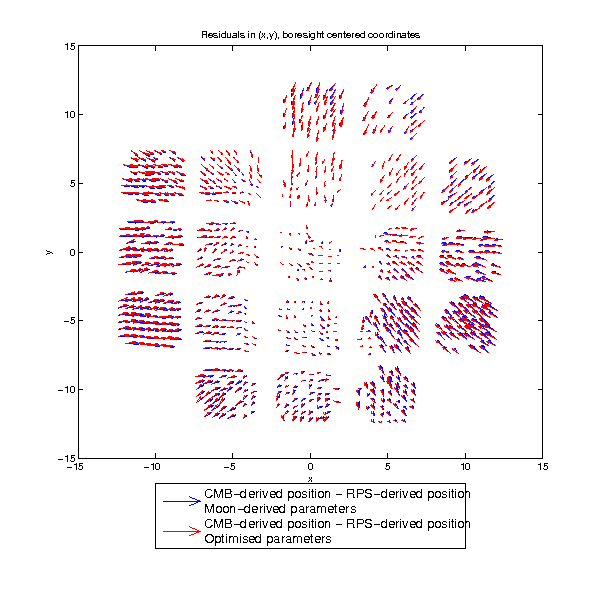 Residuals in (x,y), boresight centered coordinates
15
10
5
0
−5
−10
−15
y
−15
−10
−5
0
5
10
15
x
CMB−derived position − RPS−derived position
Moon−derived parameters
CMB−derived position − RPS−derived position
Optimised parameters